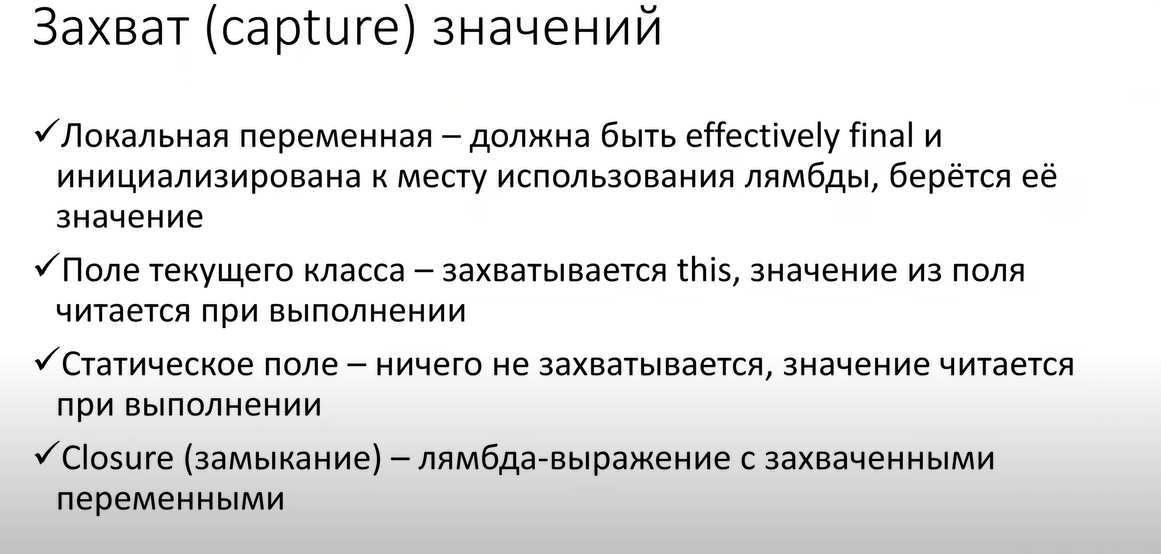 Захват (capture) значений
✓Локальная переменная – должна быть effectively final и
инициализирована к месту использования лямбды, берётся её
значение
✓Поле текущего класса – захватывается this, значение из поля
читается при выполнении
✓Статическое поле – ничего не захватывается, значение читается
при выполнении
✓Closure (замыкание) – лямбда-выражение с захваченными
переменными